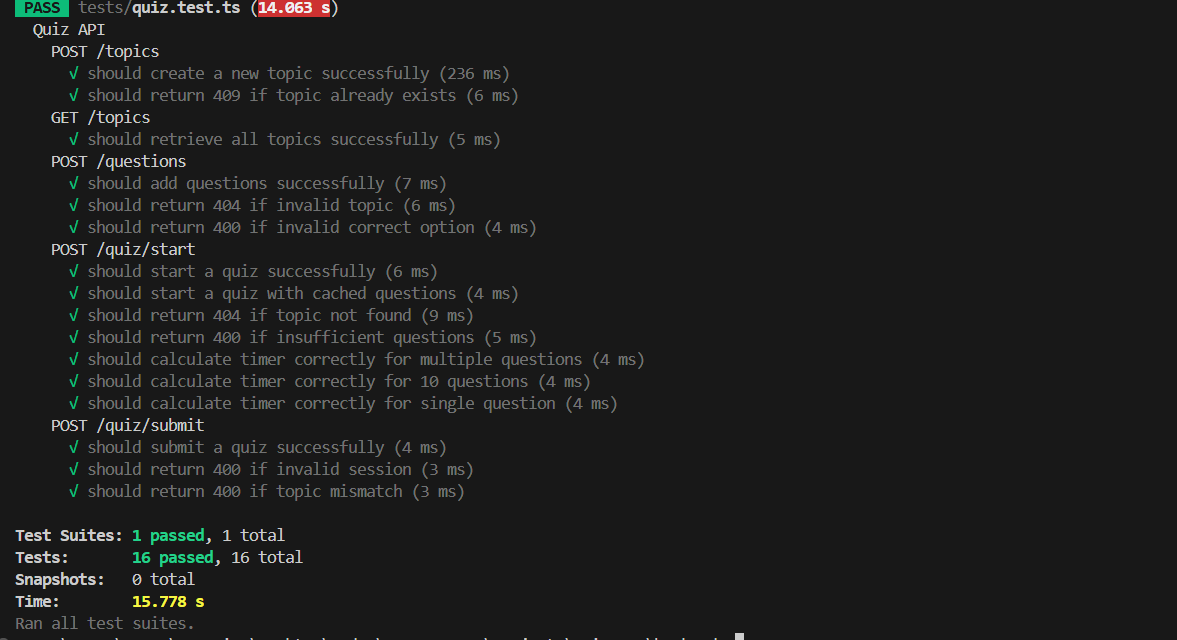 PASS tests/quiz.test.ts (14.063 s)
Quiz API
POST /topics
√ should create a new topic successfully (236 ms)
√ should return 409 if topic already exists (6 ms)
GET /topics
√ should retrieve all topics successfully (5 ms)
POST /questions
√ should add questions successfully (7 ms)
√ should return 404 if invalid topic (6 ms)
√ should return 400 if invalid correct option (4 ms)
POST /quiz/start
√ should start a quiz successfully (6 ms)
√ should start a quiz with cached questions (4 ms)
√ should return 404 if topic not found (9 ms)
√ should return 400 if insufficient questions (5 ms)
√ should calculate timer correctly for multiple questions (4 ms)
√ should calculate timer correctly for 10 questions (4 ms)
√ should calculate timer correctly for single question (4 ms)
POST /quiz/submit
√ should submit a quiz successfully (4 ms)
√ should return 400 if invalid session (3 ms)
√ should return 400 if topic mismatch (3 ms)
Test Suites: 1 passed, 1 total
Tests: 16 passed, 16 total
Snapshots: 0 total
Time: 15.778 s
Ran all test suites.